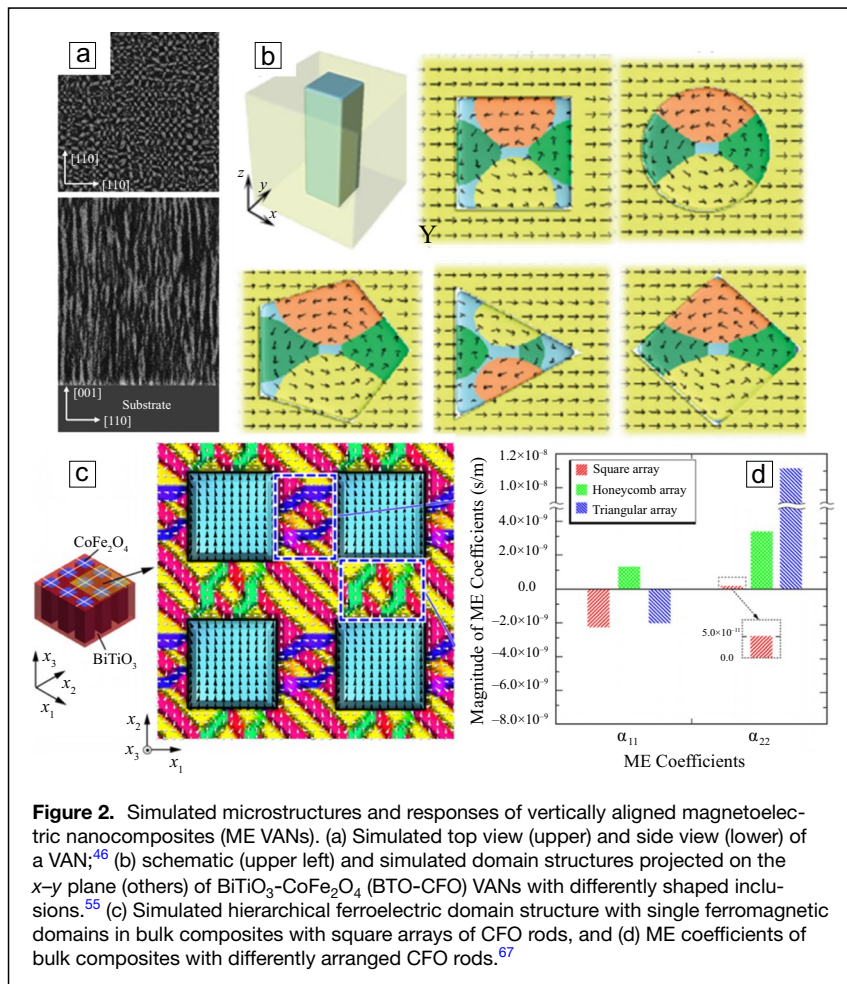 a
[110]
[110]
[001]
Substrate
[110]
b
z
y
x
Y
c
CoFe₂O₄
BiTiO₃
x₃
x₂
x₁
x₂
x₃
x₁
d
Magnitude of ME Coefficients (s/m)
1.2×10⁻⁸
1.0×10⁻⁸
4.0×10⁻⁹
2.0×10⁻⁹
0.0
−2.0×10⁻⁹
−4.0×10⁻⁹
−6.0×10⁻⁹
−8.0×10⁻⁹
Square array
Honeycomb array
Triangular array
5.0×10⁻¹¹
0.0
α₁₁
α₂₂
ME Coefficients
Figure 2. Simulated microstructures and responses of vertically aligned magnetoelec-
tric nanocomposites (ME VANs). (a) Simulated top view (upper) and side view (lower) of
a VAN;⁴⁶ (b) schematic (upper left) and simulated domain structures projected on the
x–y plane (others) of BiTiO₃-CoFe₂O₄ (BTO-CFO) VANs with differently shaped inclu-
sions.⁵⁵ (c) Simulated hierarchical ferroelectric domain structure with single ferromagnetic
domains in bulk composites with square arrays of CFO rods, and (d) ME coefficients of
bulk composites with differently arranged CFO rods.⁶⁷